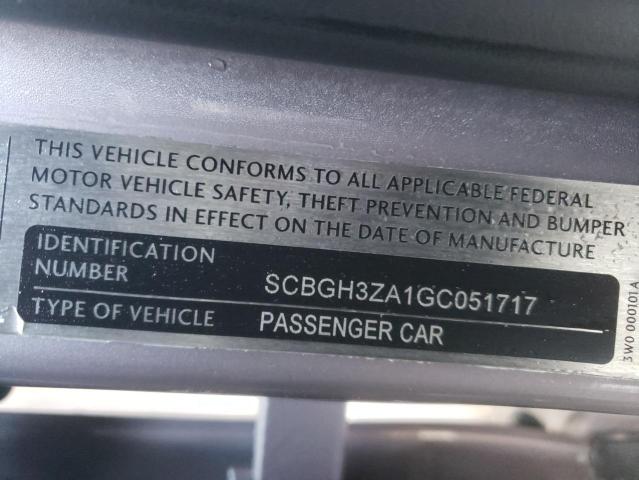 THIS VEHICLE CONFORMS TO ALL APPLICABLE FEDERAL
MOTOR VEHICLE SAFETY, THEFT PREVENTION AND BUMPER
STANDARDS IN EFFECT ON THE DATE OF MANUFACTURE
IDENTIFICATION
NUMBER
SCBGH3ZA1GC051717
TYPE OF VEHICLE
PASSENGER CAR
3W0 000101A